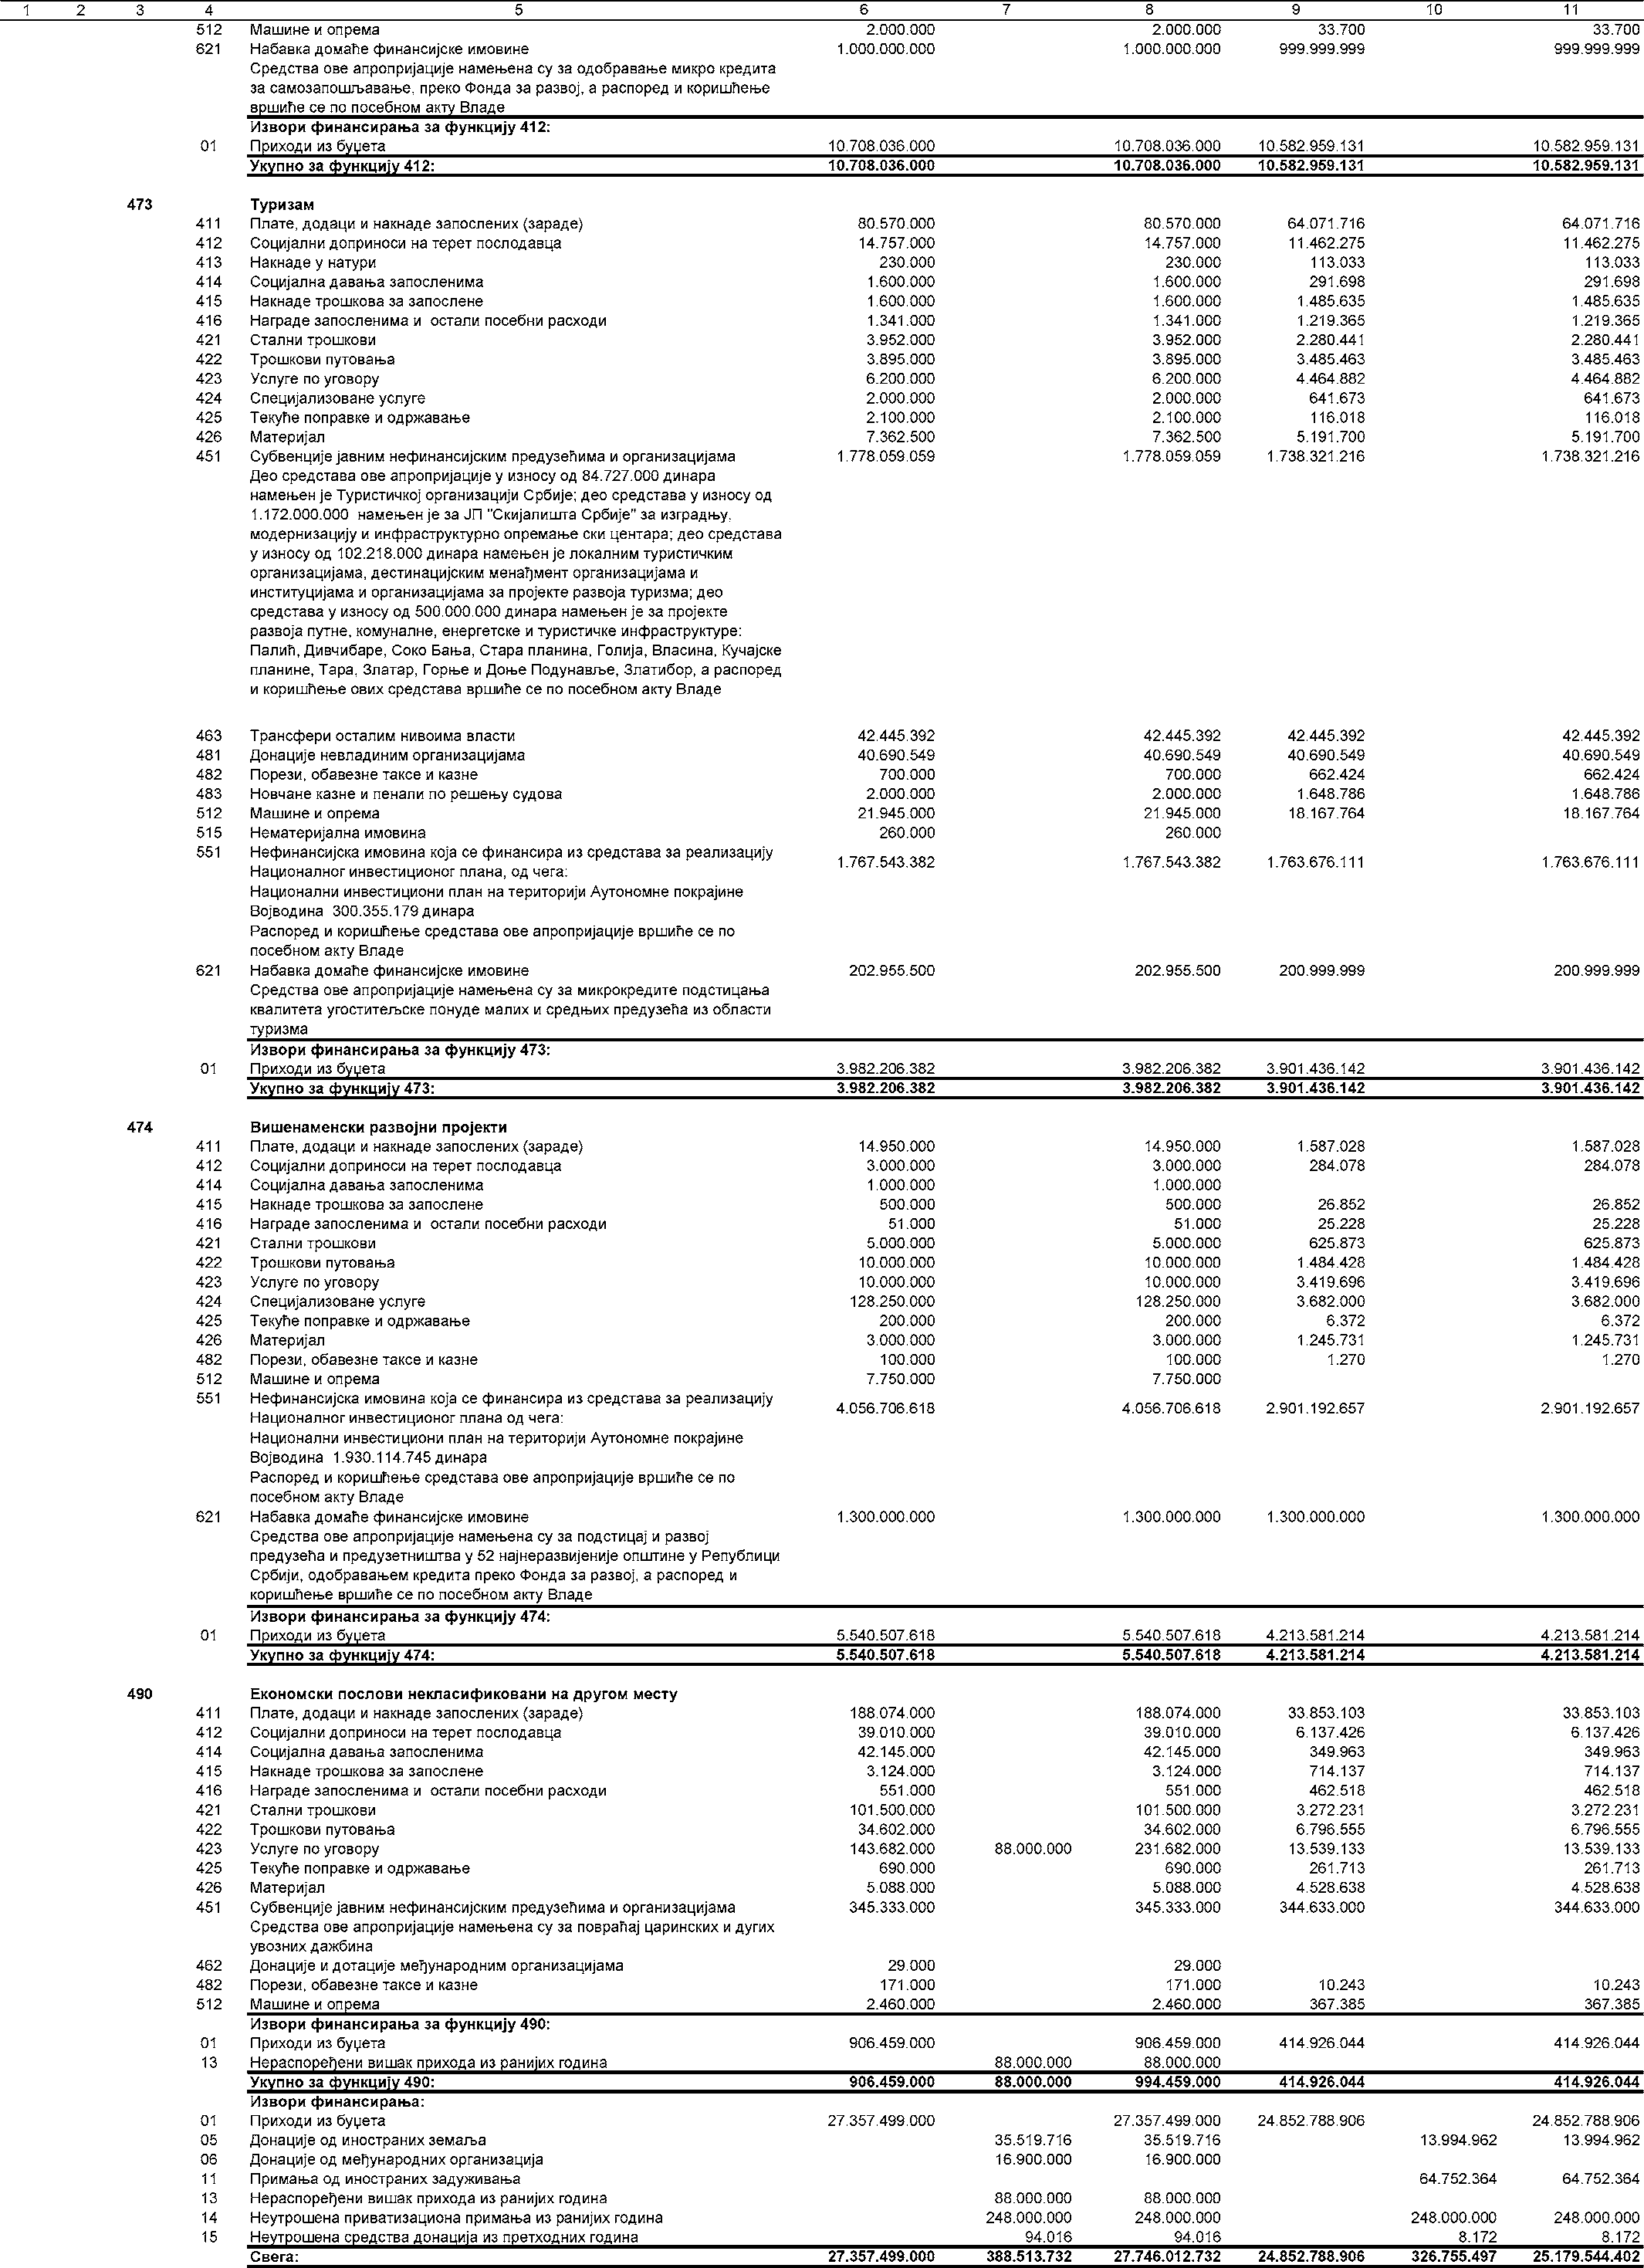 1 2 3 4 5 6 7 8 9 10 11
512 Машине и опрема 2.000.000 2.000.000 33.700 33.700
621 Набавка домаће финансијске имовине 1.000.000.000 1.000.000.000 999.999.999 999.999.999
Средства ове апропријације намењена су за одобравање микро кредита
за самозапошљавање, преко Фонда за развој, а распоред и коришћење
вршиће се по посебном акту Владе
Извори финансирања за функцију 412:
01 Приходи из буџета 10.708.036.000 10.708.036.000 10.582.959.131 10.582.959.131
Укупно за функцију 412: 10.708.036.000 10.708.036.000 10.582.959.131 10.582.959.131
473 Туризам
411 Плате, додаци и накнаде запослених (зараде) 80.570.000 80.570.000 64.071.716 64.071.716
412 Социјални доприноси на терет послодавца 14.757.000 14.757.000 11.462.275 11.462.275
413 Накнаде у натури 230.000 230.000 113.033 113.033
414 Социјална давања запосленима 1.600.000 1.600.000 291.698 291.698
415 Накнаде трошкова за запослене 1.600.000 1.600.000 1.485.635 1.485.635
416 Награде запосленима и остали посебни расходи 1.341.000 1.341.000 1.219.365 1.219.365
421 Стални трошкови 3.952.000 3.952.000 2.280.441 2.280.441
422 Трошкови путовања 3.895.000 3.895.000 3.485.463 3.485.463
423 Услуге по уговору 6.200.000 6.200.000 4.464.882 4.464.882
424 Специјализоване услуге 2.000.000 2.000.000 641.673 641.673
425 Текуће поправке и одржавање 2.100.000 2.100.000 116.018 116.018
426 Материјал 7.362.500 7.362.500 5.191.700 5.191.700
451 Субвенције јавним нефинансијским предузећима и организацијама 1.778.059.059 1.778.059.059 1.738.321.216 1.738.321.216
Део средстава ове апропријације у износу од 84.727.000 динара
намењен је Туристичкој организацији Србије; део средстава у износу од
1.172.000.000 намењен је за ЈП "Скијалишта Србије" за изградњу,
модернизацију и инфраструктурно опремање ски центара; део средстава
у износу од 102.218.000 динара намењен је локалним туристичким
организацијама, дестинацијским менаџмент организацијама и
институцијама и организацијама за пројекте развоја туризма; део
средстава у износу од 500.000.000 динара намењен је за пројекте
развоја путне, комуналне, енергетске и туристичке инфраструктуре:
Палић, Дивчибаре, Соко Бања, Стара планина, Голија, Власина, Кучајске
планине, Тара, Златар, Горње и Доње Подунавље, Златибор, а распоред
и коришћење ових средстава вршиће се по посебном акту Владе
463 Трансфери осталим нивоима власти 42.445.392 42.445.392 42.445.392 42.445.392
481 Донације невладиним организацијама 40.690.549 40.690.549 40.690.549 40.690.549
482 Порези, обавезне таксе и казне 700.000 700.000 662.424 662.424
483 Новчане казне и пенали по решењу судова 2.000.000 2.000.000 1.648.786 1.648.786
512 Машине и опрема 21.945.000 21.945.000 18.167.764 18.167.764
515 Нематеријална имовина 260.000 260.000
551 Нефинансијска имовина која се финансира из средстава за реализацију
Националног инвестиционог плана, од чега: 1.767.543.382 1.767.543.382 1.763.676.111 1.763.676.111
Национални инвестициони план на територији Аутономне покрајине
Војводина 300.355.179 динара
Распоред и коришћење средстава ове апропријације вршиће се по
посебном акту Владе
621 Набавка домаће финансијске имовине 202.955.500 202.955.500 200.999.999 200.999.999
Средства ове апропријације намењена су за микрокредите подстицања
квалитета угоститељске понуде малих и средњих предузећа из области
туризма
Извори финансирања за функцију 473:
01 Приходи из буџета 3.982.206.382 3.982.206.382 3.901.436.142 3.901.436.142
Укупно за функцију 473: 3.982.206.382 3.982.206.382 3.901.436.142 3.901.436.142
474 Вишенаменски развојни пројекти
411 Плате, додаци и накнаде запослених (зараде) 14.950.000 14.950.000 1.587.028 1.587.028
412 Социјални доприноси на терет послодавца 3.000.000 3.000.000 284.078 284.078
414 Социјална давања запосленима 1.000.000 1.000.000
415 Накнаде трошкова за запослене 500.000 500.000 26.852 26.852
416 Награде запосленима и остали посебни расходи 51.000 51.000 25.228 25.228
421 Стални трошкови 5.000.000 5.000.000 625.873 625.873
422 Трошкови путовања 10.000.000 10.000.000 1.484.428 1.484.428
423 Услуге по уговору 10.000.000 10.000.000 3.419.696 3.419.696
424 Специјализоване услуге 128.250.000 128.250.000 3.682.000 3.682.000
425 Текуће поправке и одржавање 200.000 200.000 6.372 6.372
426 Материјал 3.000.000 3.000.000 1.245.731 1.245.731
482 Порези, обавезне таксе и казне 100.000 100.000 1.270 1.270
512 Машине и опрема 7.750.000 7.750.000
551 Нефинансијска имовина која се финансира из средстава за реализацију
Националног инвестиционог плана од чега: 4.056.706.618 4.056.706.618 2.901.192.657 2.901.192.657
Национални инвестициони план на територији Аутономне покрајине
Војводина 1.930.114.745 динара
Распоред и коришћење средстава ове апропријације вршиће се по
посебном акту Владе
621 Набавка домаће финансијске имовине 1.300.000.000 1.300.000.000 1.300.000.000 1.300.000.000
Средства ове апропријације намењена су за подстицај и развој
предузећа и предузетништва у 52 најнеразвијеније општине у Републици
Србији, одобравањем кредита преко Фонда за развој, а распоред и
коришћење вршиће се по посебном акту Владе
Извори финансирања за функцију 474:
01 Приходи из буџета 5.540.507.618 5.540.507.618 4.213.581.214 4.213.581.214
Укупно за функцију 474: 5.540.507.618 5.540.507.618 4.213.581.214 4.213.581.214
490 Економски послови некласификовани на другом месту
411 Плате, додаци и накнаде запослених (зараде) 188.074.000 188.074.000 33.853.103 33.853.103
412 Социјални доприноси на терет послодавца 39.010.000 39.010.000 6.137.426 6.137.426
414 Социјална давања запосленима 42.145.000 42.145.000 349.963 349.963
415 Накнаде трошкова за запослене 3.124.000 3.124.000 714.137 714.137
416 Награде запосленима и остали посебни расходи 551.000 551.000 462.518 462.518
421 Стални трошкови 101.500.000 101.500.000 3.272.231 3.272.231
422 Трошкови путовања 34.602.000 34.602.000 6.796.555 6.796.555
423 Услуге по уговору 143.682.000 88.000.000 231.682.000 13.539.133 13.539.133
425 Текуће поправке и одржавање 690.000 690.000 261.713 261.713
426 Материјал 5.088.000 5.088.000 4.528.638 4.528.638
451 Субвенције јавним нефинансијским предузећима и организацијама 345.333.000 345.333.000 344.633.000 344.633.000
Средства ове апропријације намењена су за повраћај царинских и дугих
увозних дажбина
462 Донације и дотације међународним организацијама 29.000 29.000
482 Порези, обавезне таксе и казне 171.000 171.000 10.243 10.243
512 Машине и опрема 2.460.000 2.460.000 367.385 367.385
Извори финансирања за функцију 490:
01 Приходи из буџета 906.459.000 906.459.000 414.926.044 414.926.044
13 Нераспоређени вишак прихода из ранијих година 88.000.000 88.000.000
Укупно за функцију 490: 906.459.000 88.000.000 994.459.000 414.926.044 414.926.044
Извори финансирања:
01 Приходи из буџета 27.357.499.000 27.357.499.000 24.852.788.906 24.852.788.906
05 Донације од иностраних земаља 35.519.716 35.519.716 13.994.962 13.994.962
06 Донације од међународних организација 16.900.000 16.900.000
11 Примања од иностраних задуживања 64.752.364 64.752.364
13 Нераспоређени вишак прихода из ранијих година 88.000.000 88.000.000
14 Неутрошена приватизациона примања из ранијих година 248.000.000 248.000.000 248.000.000 248.000.000
15 Неутрошена средства донација из претходних година 94.016 94.016 8.172 8.172
Свега: 27.357.499.000 388.513.732 27.746.012.732 24.852.788.906 326.755.497 25.179.544.402